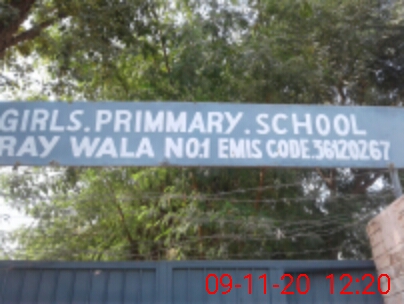 GIRLS.PRIMMARY.SCHOOL
RAY WALA NO:1 EMIS CODE.36120267
09-11-20 12:20